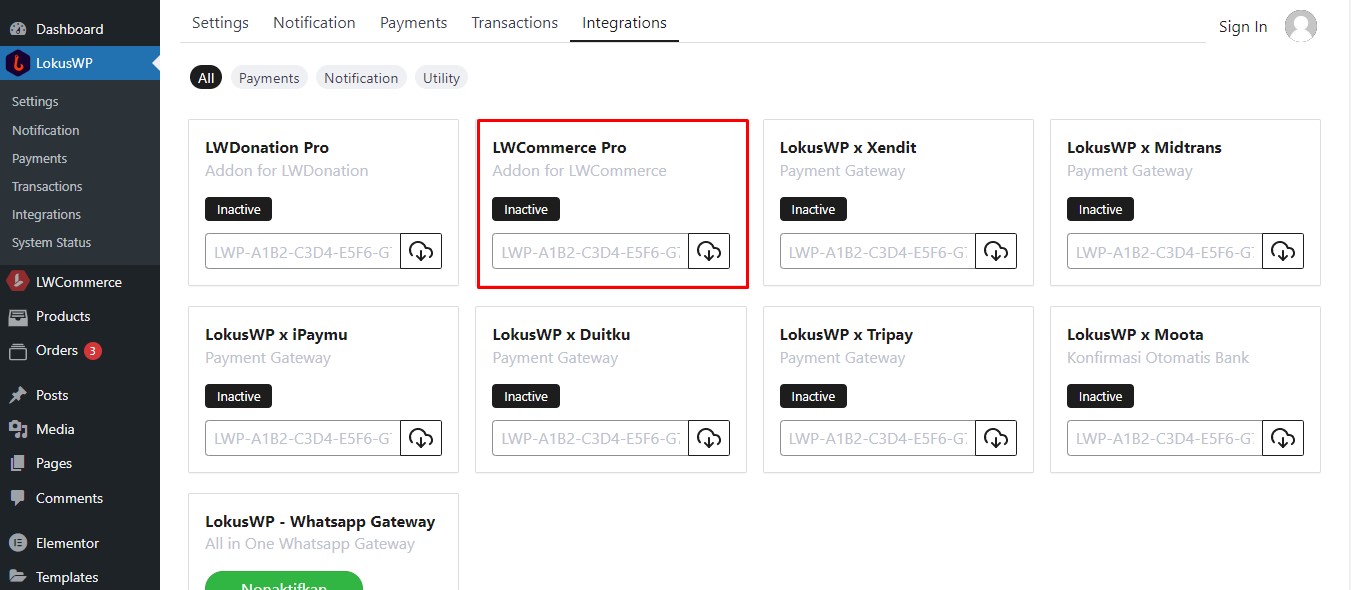 Dashboard
LokusWP
Settings
Notification
Payments
Transactions
Integrations
System Status
LWCommerce
Products
Orders 3
Posts
Media
Pages
Comments
Elementor
Templates
Settings Notification Payments Transactions Integrations
Sign In
All Payments Notification Utility
LWDonation Pro
Addon for LWDonation
Inactive
LWP-A1B2-C3D4-E5F6-G7
LWCommerce Pro
Addon for LWCommerce
Inactive
LWP-A1B2-C3D4-E5F6-G7
LokusWP x Xendit
Payment Gateway
Inactive
LWP-A1B2-C3D4-E5F6-G7
LokusWP x Midtrans
Payment Gateway
Inactive
LWP-A1B2-C3D4-E5F6-G7
LokusWP x iPaymu
Payment Gateway
Inactive
LWP-A1B2-C3D4-E5F6-G7
LokusWP x Duitku
Payment Gateway
Inactive
LWP-A1B2-C3D4-E5F6-G7
LokusWP x Tripay
Payment Gateway
Inactive
LWP-A1B2-C3D4-E5F6-G7
LokusWP x Moota
Konfirmasi Otomatis Bank
Inactive
LWP-A1B2-C3D4-E5F6-G7
LokusWP - Whatsapp Gateway
All in One Whatsapp Gateway
Nonaktifkan